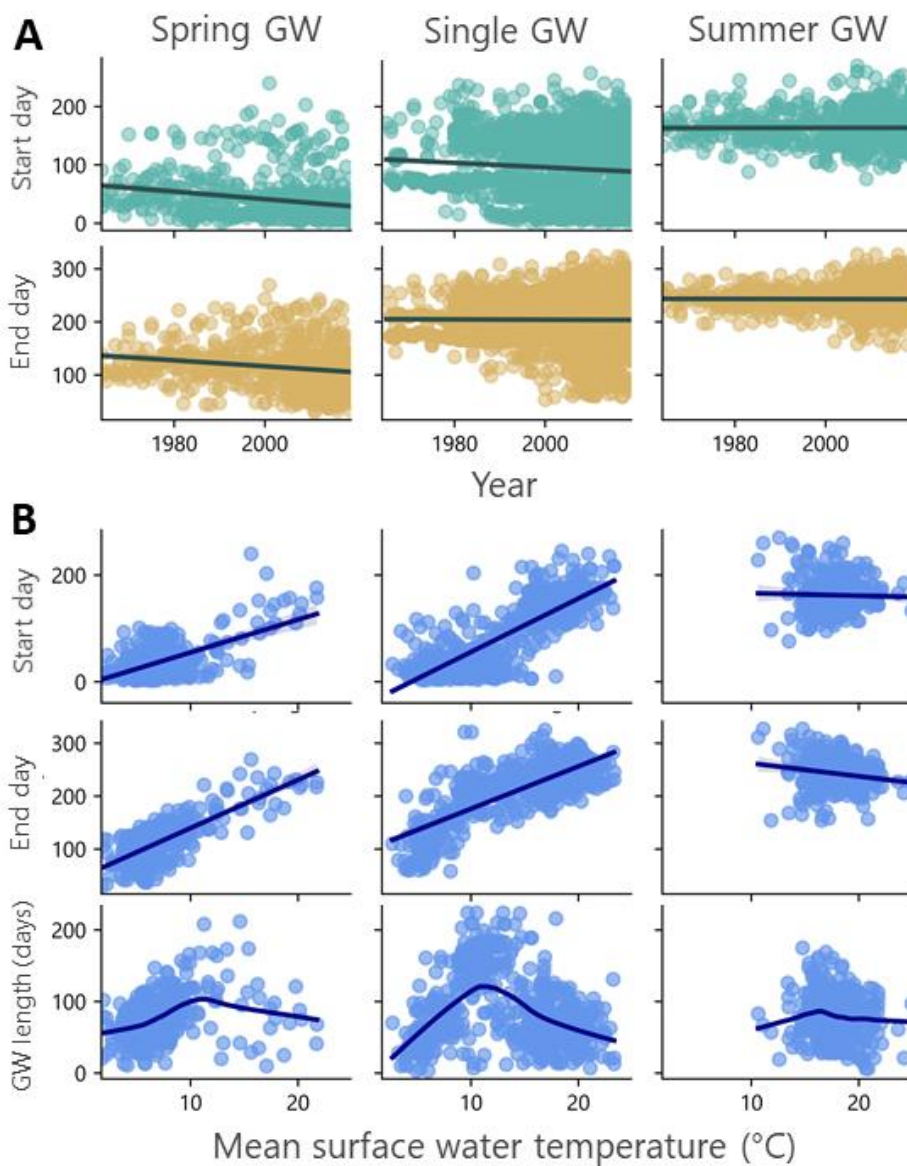 A
Spring GW Single GW Summer GW
Start day
200
100
0
End day
300
200
100
1980 2000 1980 2000 1980 2000
Year
B
Start day
200
0
End day
300
200
100
GW length (days)
200
100
0
10 20 10 20 10 20
Mean surface water temperature (°C)